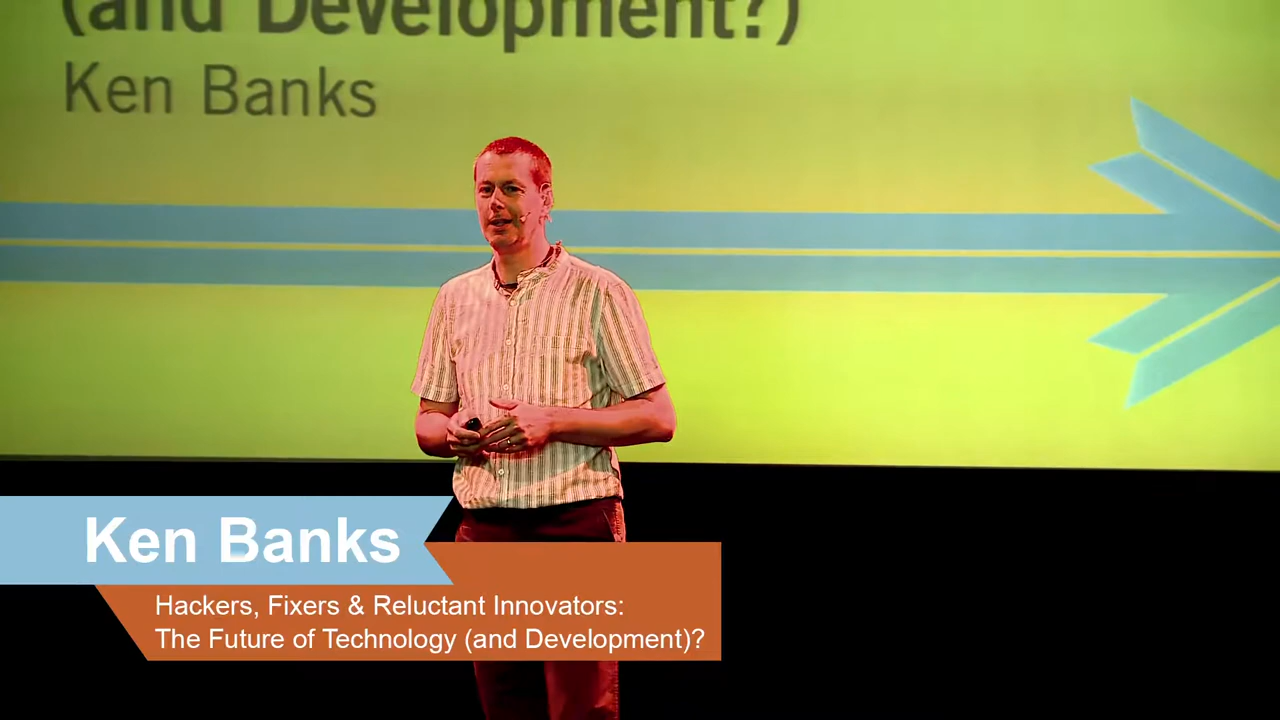 (and Development?)
Ken Banks
Ken Banks
Hackers, Fixers & Reluctant Innovators:
The Future of Technology (and Development)?